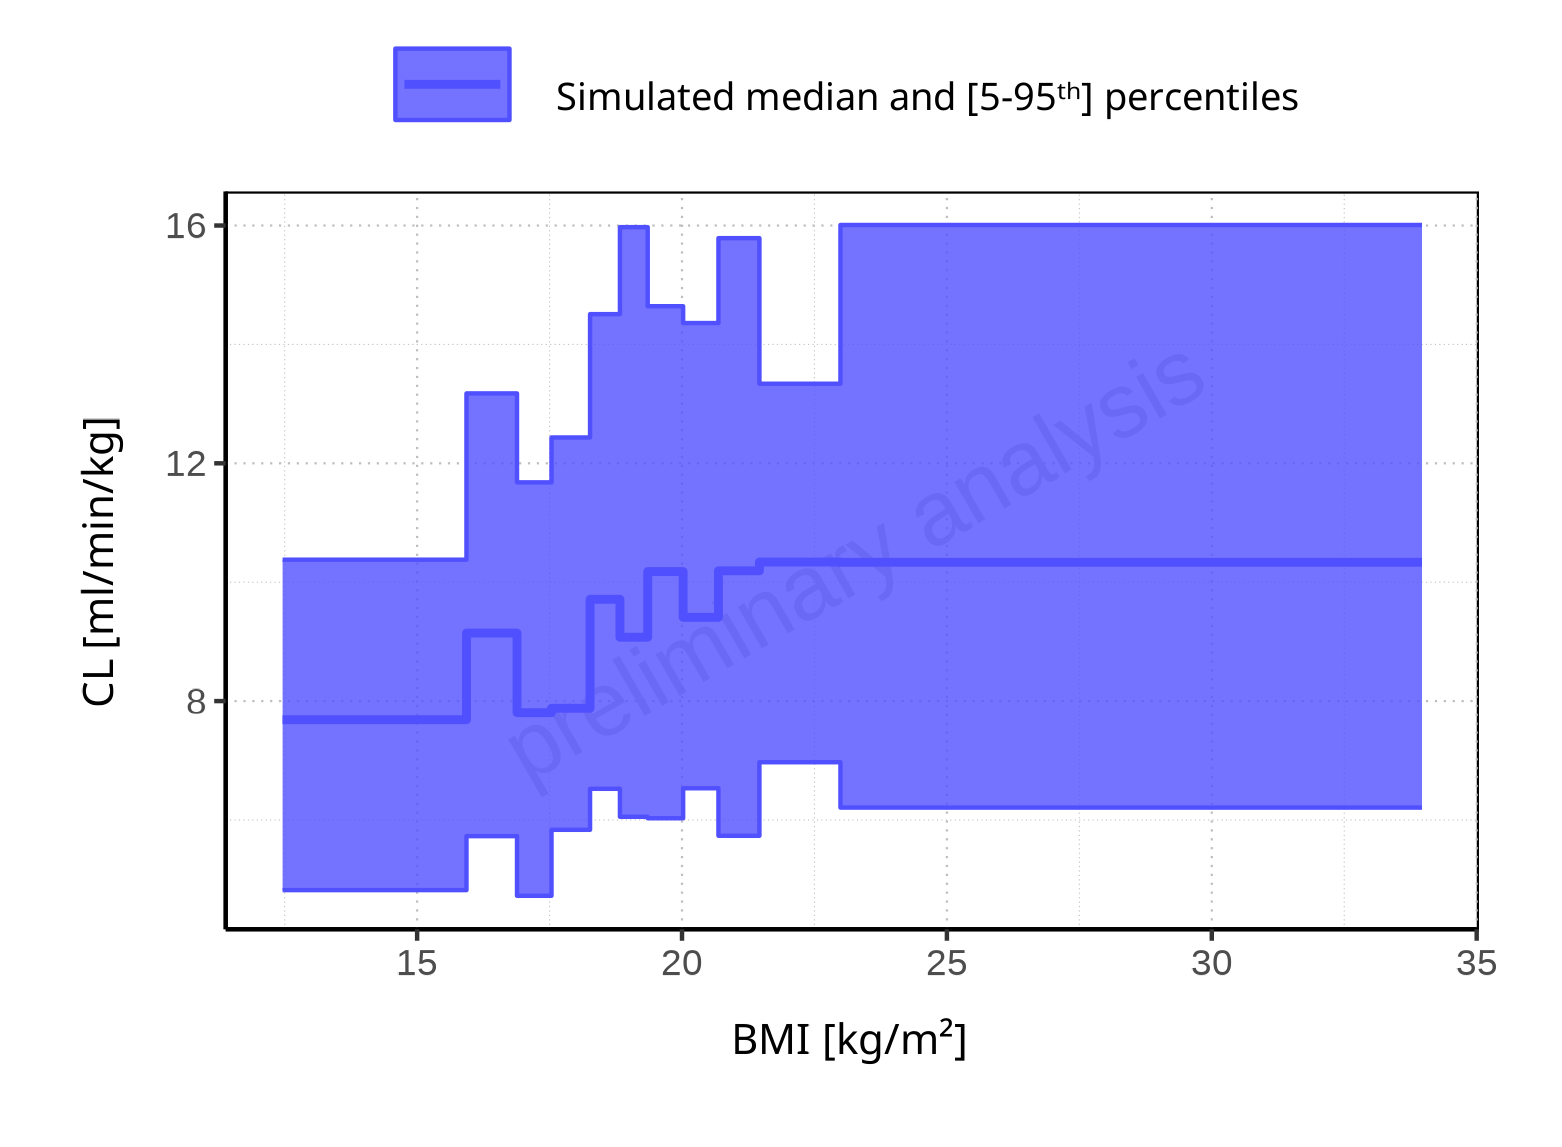 Simulated median and [5-95ᵗʰ] percentiles
16
12
8
CL [ml/min/kg]
preliminary analysis
15 20 25 30 35
BMI [kg/m²]